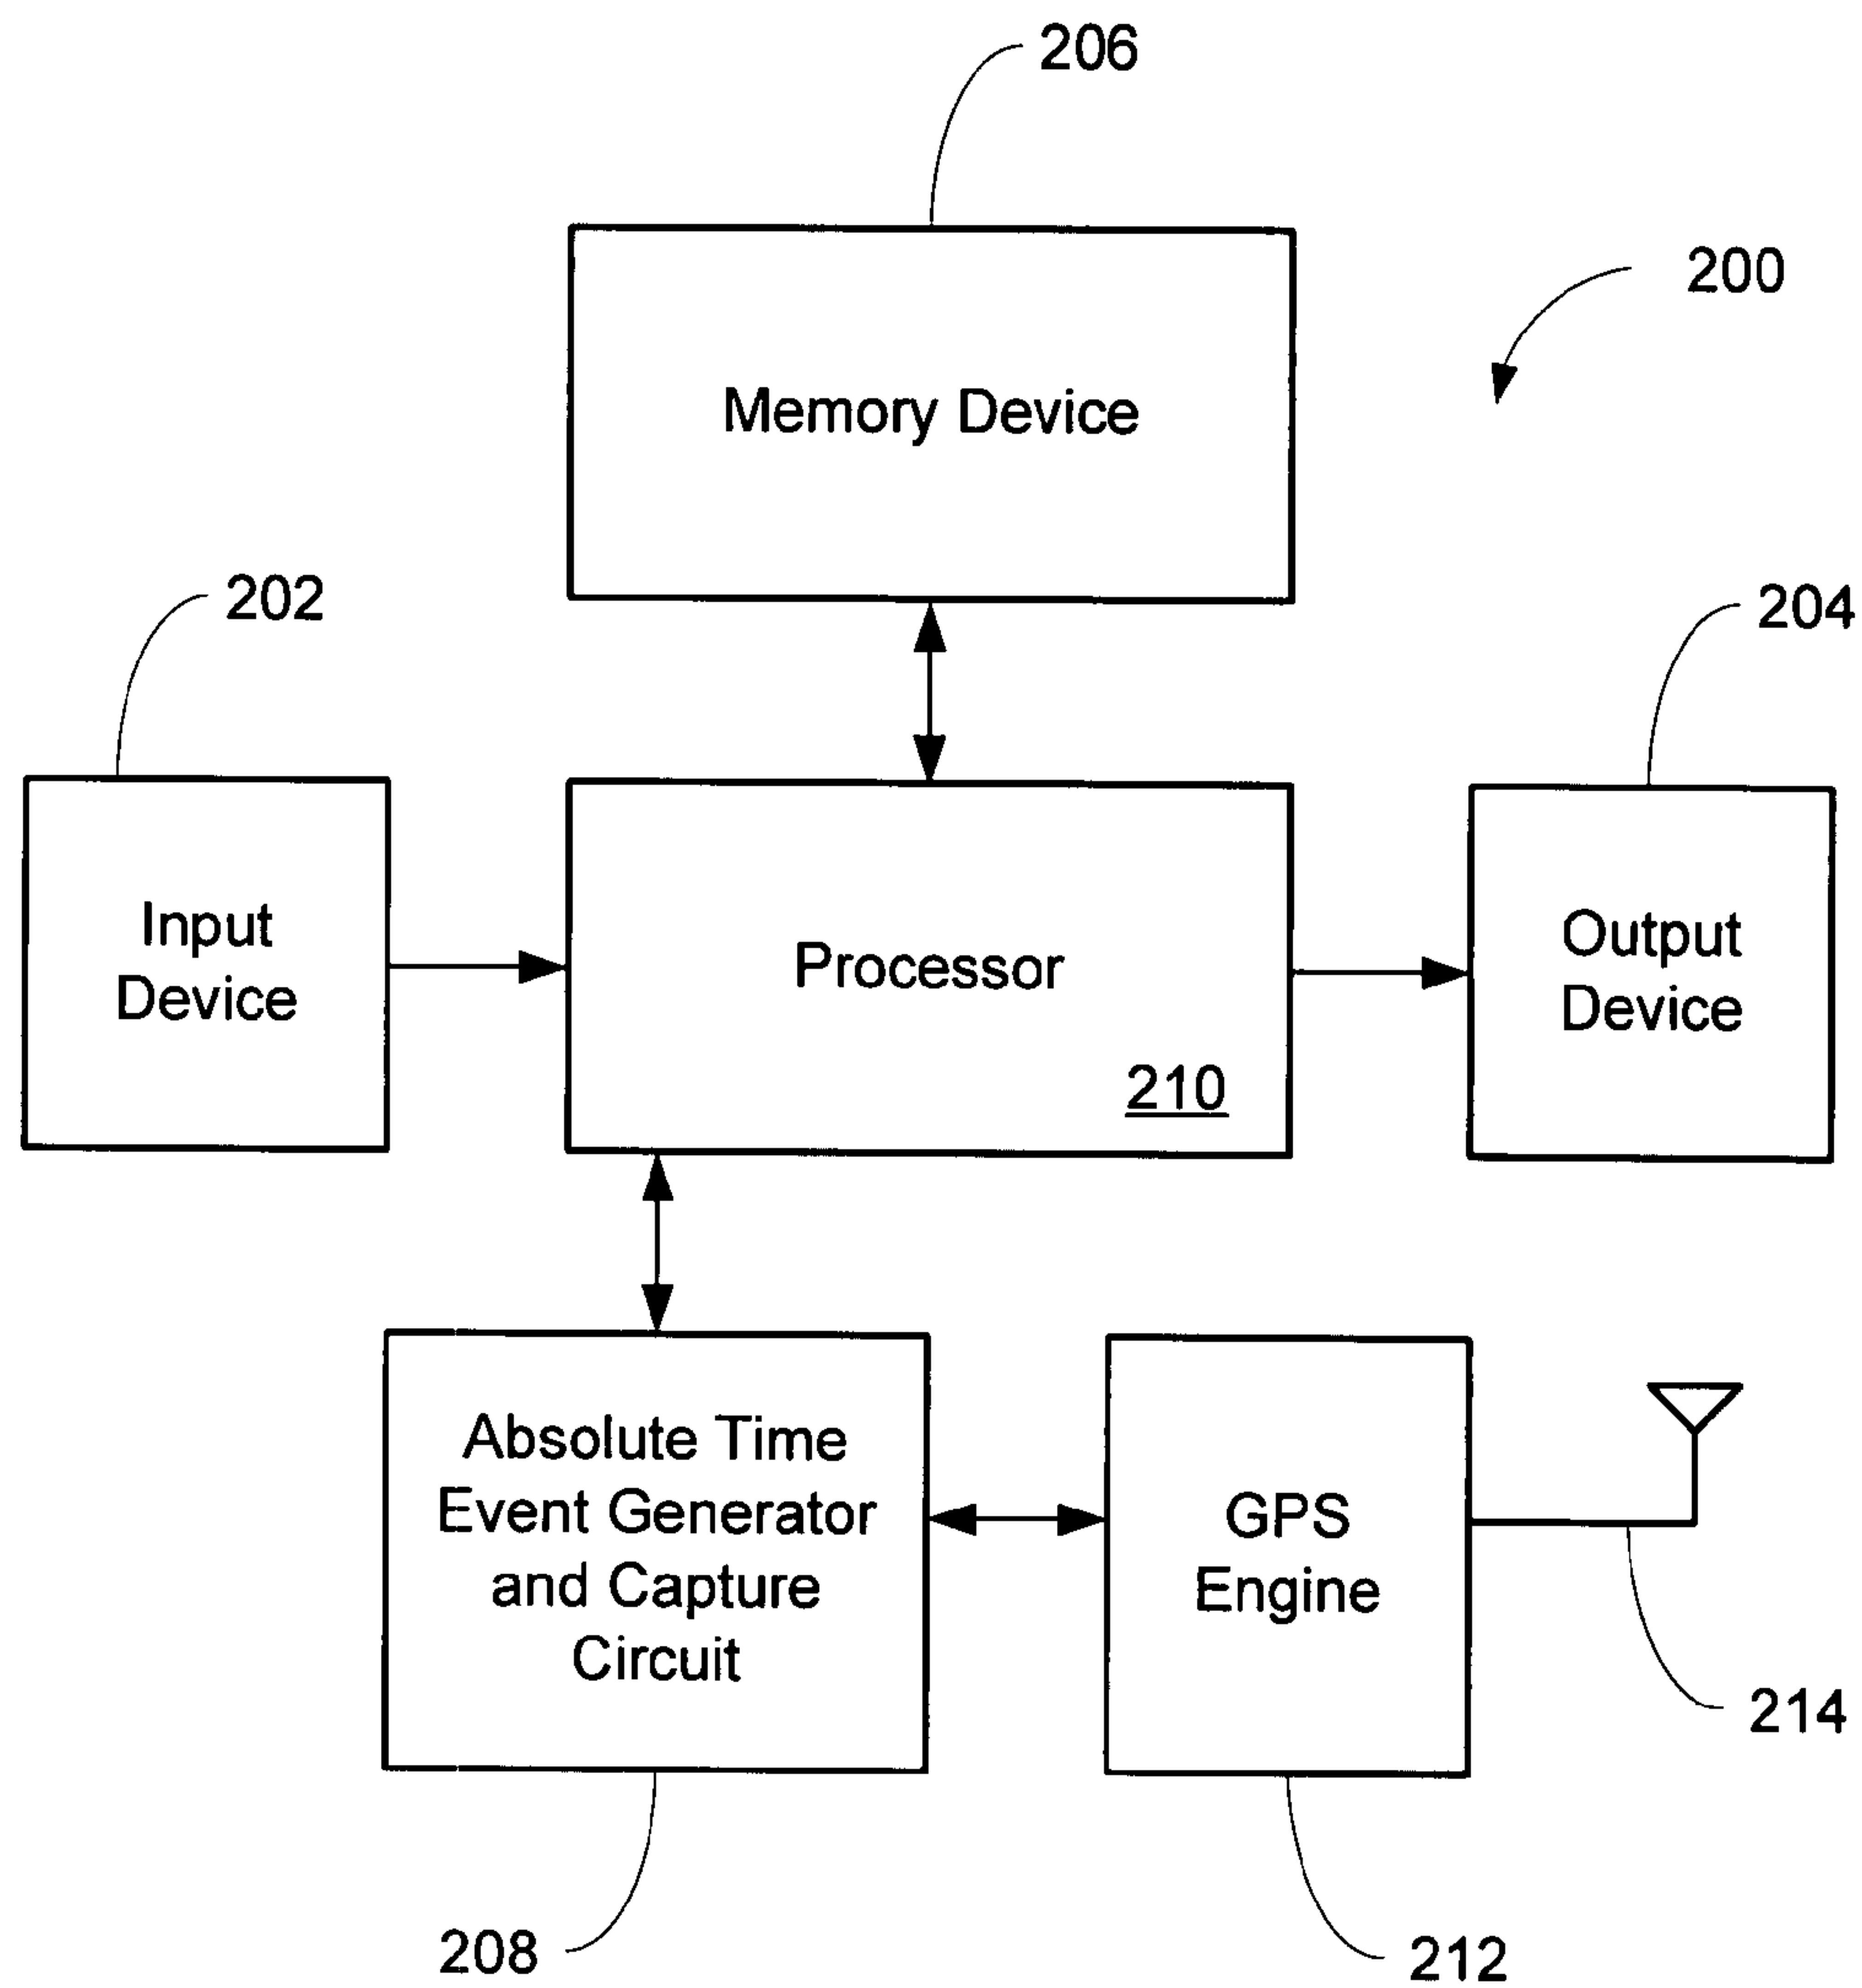 206
200
Memory Device
202
204
Input
Device
Processor
210
Output
Device
Absolute Time
Event Generator
and Capture
Circuit
GPS
Engine
214
208
212